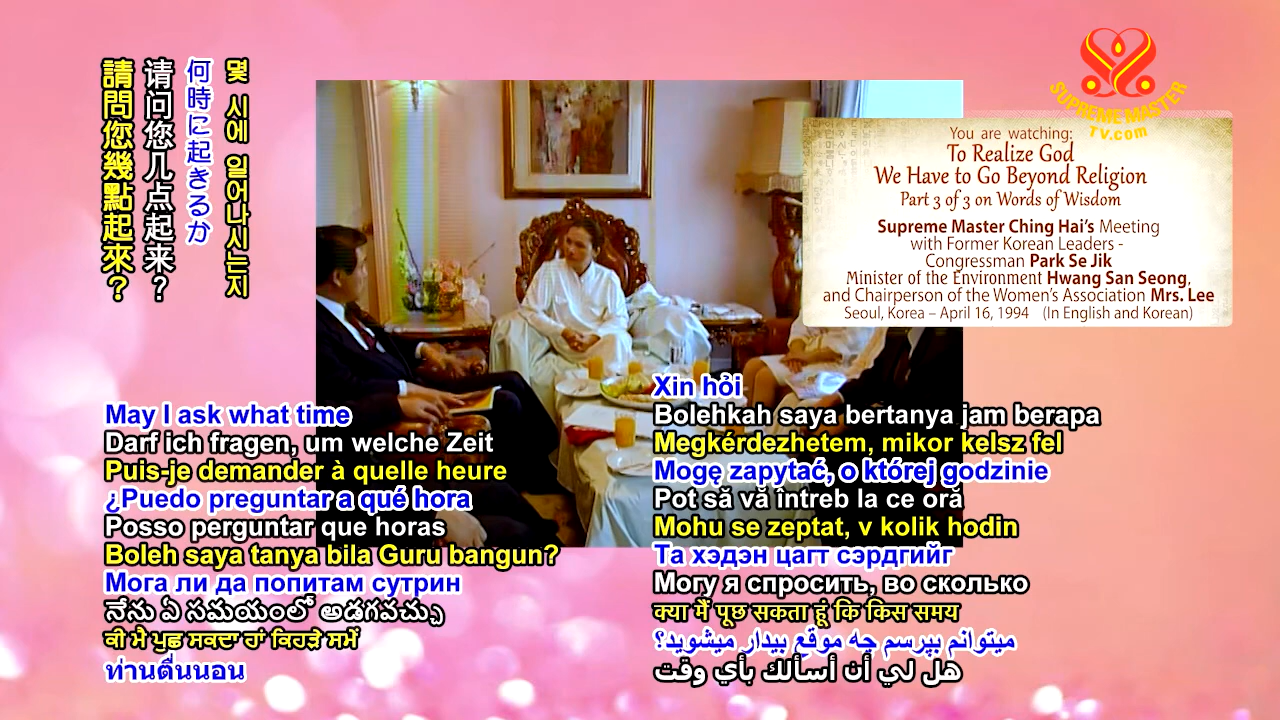 請問您幾點起來？
请问您几点起来？
何時に起きるか
몇 시에 일어나시는지
SUPREME MASTER
TV.com
You are watching:
To Realize God
We Have to Go Beyond Religion
Part 3 of 3 on Words of Wisdom
Supreme Master Ching Hai's Meeting
with Former Korean Leaders -
Congressman Park Se Jik
Minister of the Environment Hwang San Seong,
and Chairperson of the Women's Association Mrs. Lee
Seoul, Korea – April 16, 1994 (In English and Korean)
May I ask what time
Darf ich fragen, um welche Zeit
Puis-je demander à quelle heure
¿Puedo preguntar a qué hora
Posso perguntar que horas
Boleh saya tanya bila Guru bangun?
Мога ли да попитам сутрин
నేను ఏ సమయంలో అడగవచ్చు
ਕੀ ਮੈ ਪੁਛ ਸਕਦਾ ਹਾਂ ਕਿਹੜੇ ਸਮੇਂ
ท่านตื่นนอน
Xin hỏi
Bolehkah saya bertanya jam berapa
Megkérdezhetem, mikor kelsz fel
Mogę zapytać, o której godzinie
Pot să vă întreb la ce oră
Mohu se zeptat, v kolik hodin
Та хэдэн цагт сэрдгийг
Могу я спросить, во сколько
क्या मैं पूछ सकता हूं कि किस समय
میتوانم بپرسم چه موقع بیدار میشوید؟
هل لي أن أسألك بأي وقت